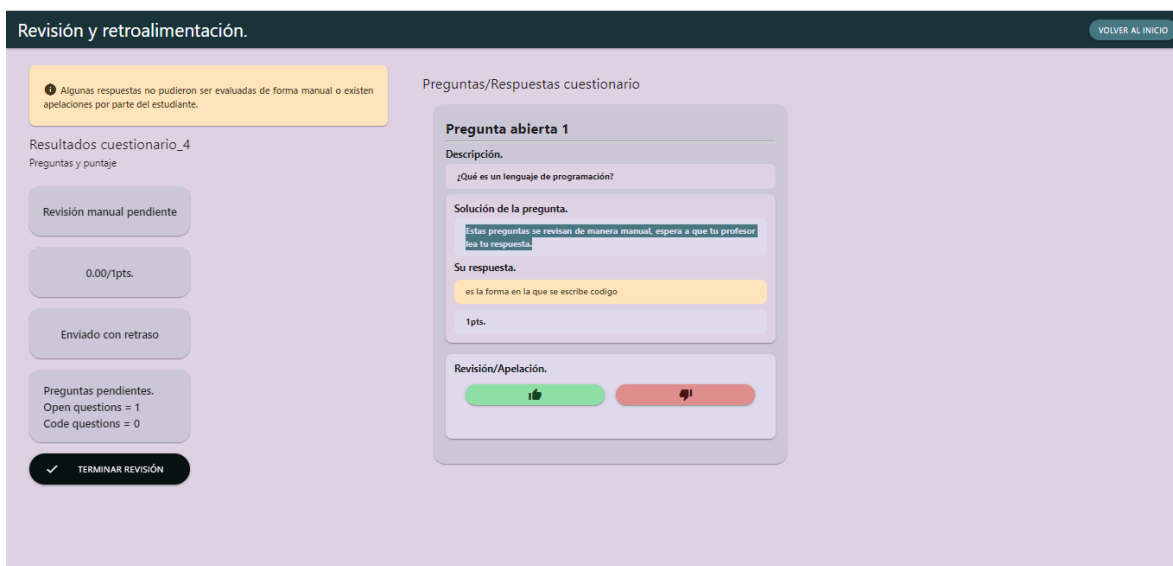 Revisión y retroalimentación.
VOLVER AL INICIO
Algunas respuestas no pudieron ser evaluadas de forma manual o existen
apelaciones por parte del estudiante.
Resultados cuestionario_4
Preguntas y puntaje
Revisión manual pendiente
0.00/1pts.
Enviado con retraso
Preguntas pendientes.
Open questions = 1
Code questions = 0
TERMINAR REVISIÓN
Preguntas/Respuestas cuestionario
Pregunta abierta 1
Descripción.
¿Qué es un lenguaje de programación?
Solución de la pregunta.
Estas preguntas se revisan de manera manual, espera a que tu profesor
lea tu respuesta.
Su respuesta.
es la forma en la que se escribe codigo
1pts.
Revisión/Apelación.